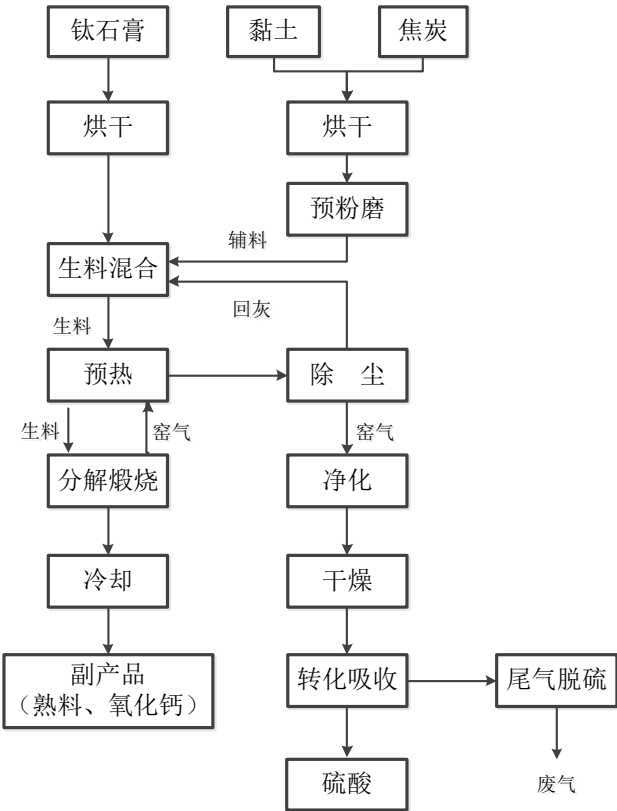 钛石膏
黏土
焦炭
烘干
烘干
预粉磨
辅料
生料混合
回灰
生料
预热
除 尘
生料
窑气
窑气
分解煅烧
净化
冷却
干燥
副产品
（熟料、氧化钙）
转化吸收
尾气脱硫
硫酸
废气